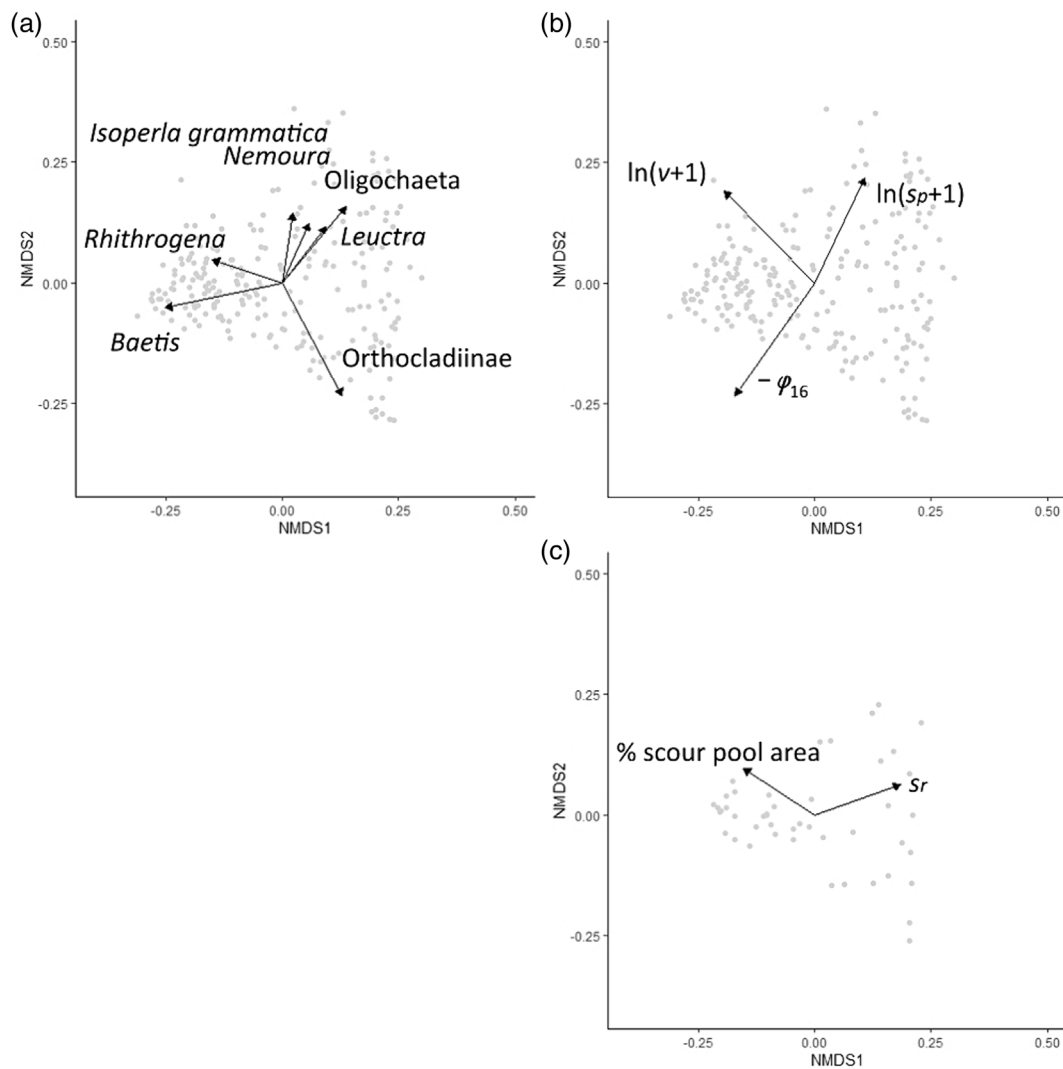 (a)
0.50
0.25
0.00
-0.25
NMDS2
Isoperla grammatica
Nemoura
Oligochaeta
Rhithrogena
Leuctra
Baetis
Orthocladiinae
-0.25 0.00 0.25 0.50
NMDS1
(b)
0.50
0.25
0.00
-0.25
NMDS2
ln(v+1)
ln(sp+1)
– φ16
-0.25 0.00 0.25 0.50
NMDS1
(c)
0.50
0.25
0.00
-0.25
NMDS2
% scour pool area
sr
-0.25 0.00 0.25 0.50
NMDS1